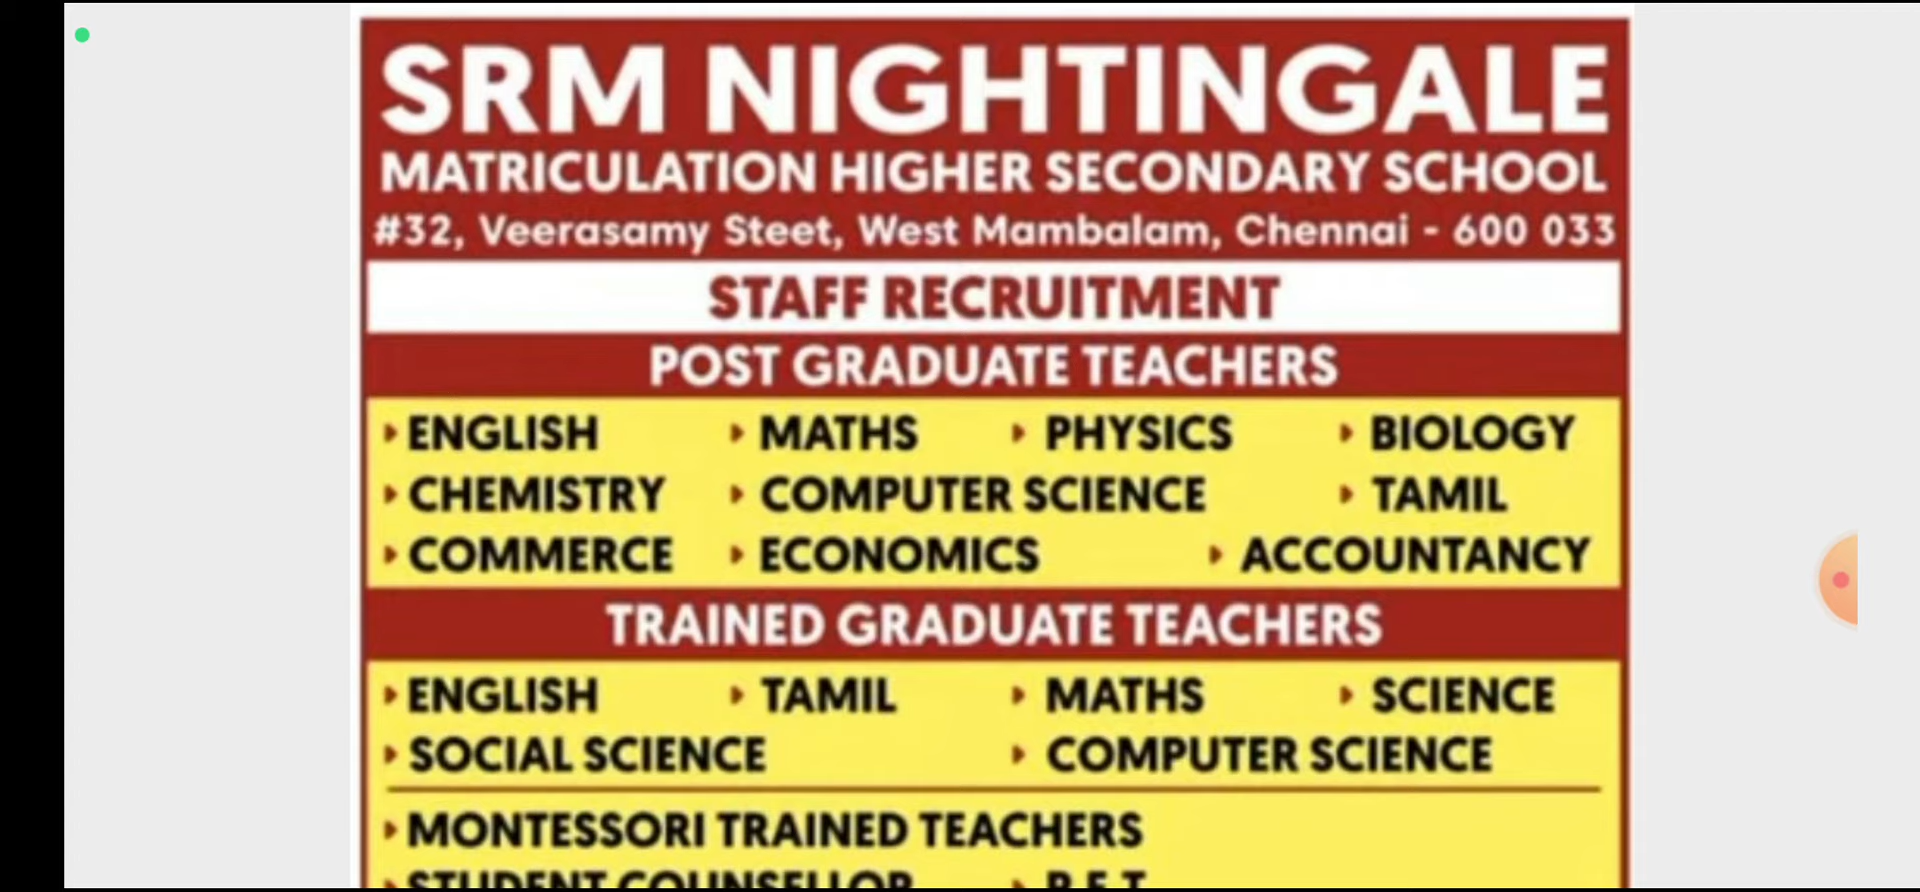 SRM NIGHTINGALE
MATRICULATION HIGHER SECONDARY SCHOOL
#32, Veerasamy Steet, West Mambalam, Chennai - 600 033
STAFF RECRUITMENT
POST GRADUATE TEACHERS
ENGLISH MATHS PHYSICS BIOLOGY
CHEMISTRY COMPUTER SCIENCE TAMIL
COMMERCE ECONOMICS ACCOUNTANCY
TRAINED GRADUATE TEACHERS
ENGLISH TAMIL MATHS SCIENCE
SOCIAL SCIENCE COMPUTER SCIENCE
MONTESSORI TRAINED TEACHERS
STUDENT COUNSELLOR P.E.T